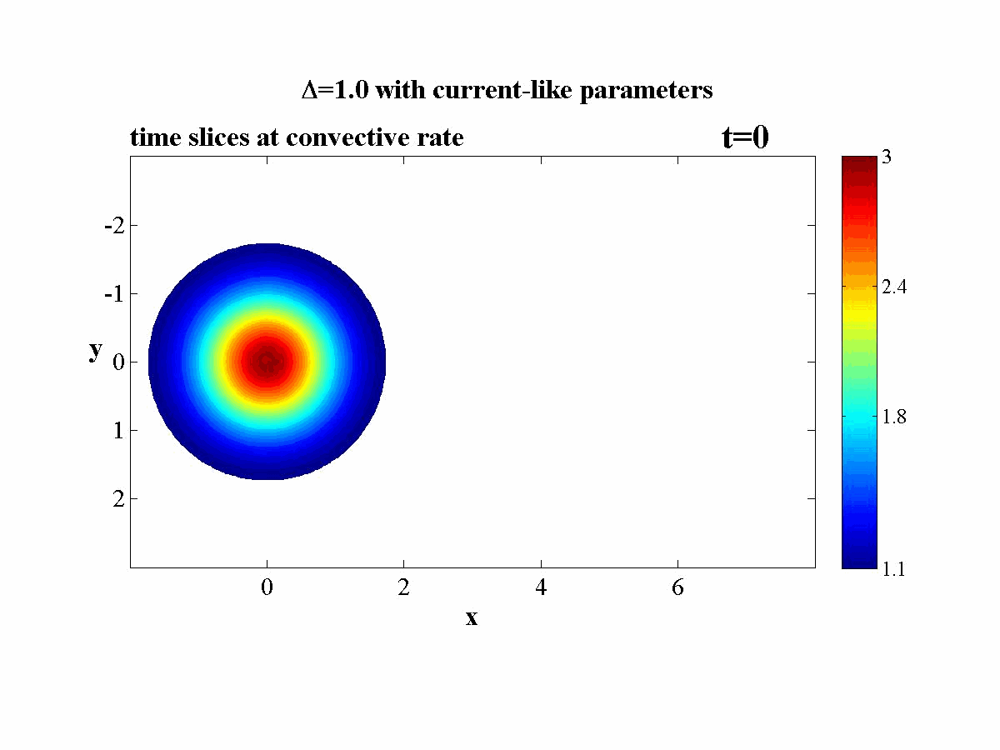 Δ=1.0 with current-like parameters
time slices at convective rate
t=0
3
2.4
1.8
1.1
-2
-1
y
0
1
2
0
2
4
6
x